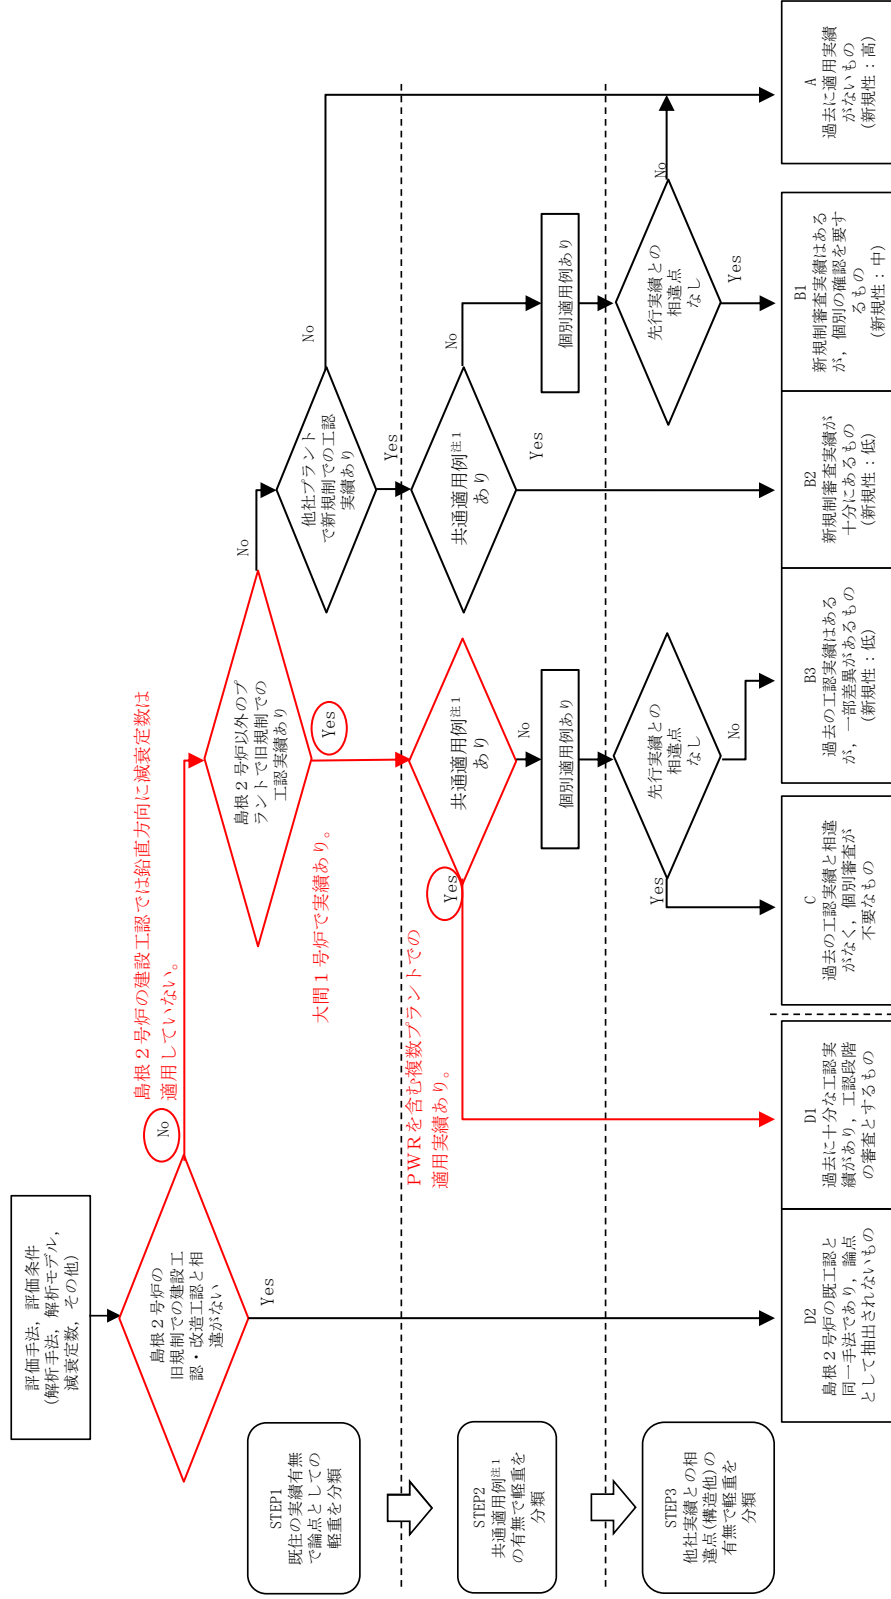 評価手法，評価条件
(解析手法，解析モデル，
減衰定数，その他)
島根２号炉の
旧規制での建設工
認・改造工認と相
違がない
No
Yes
島根２号炉の建設工認では鉛直方向に減衰定数は
適用していない。
島根２号炉以外のプ
ラントで旧規制での
工認実績あり
No
Yes
大間１号炉で実績あり。
他社プラント
で新規制での工認
実績あり
No
Yes
STEP1
既往の実績有無
で論点としての
軽重を分類
PWRを含む複数プラントでの
適用実績あり。
共通適用例注１
あり
Yes
No
共通適用例注１
あり
No
Yes
STEP2
共通適用例注１
の有無で軽重を
分類
個別適用例あり
個別適用例あり
先行実績との
相違点
なし
Yes
No
先行実績との
相違点
なし
No
Yes
STEP3
他社実績との相
違点(構造他)の
有無で軽重を
分類
D2
島根２号炉の既工認と
同一手法であり，論点
として抽出されないもの
D1
過去に十分な工認実
績があり，工認段階
の審査とするもの
C
過去の工認実績と相違
がなく，個別審査が
不要なもの
B3
過去の工認実績はある
が，一部差異があるもの
(新規性：低)
B2
新規制審査実績が
十分にあるもの
(新規性：低)
B1
新規制審査実績はある
が，個別の確認を要す
るもの
(新規性：中)
A
過去に適用実績
がないもの
(新規性：高)